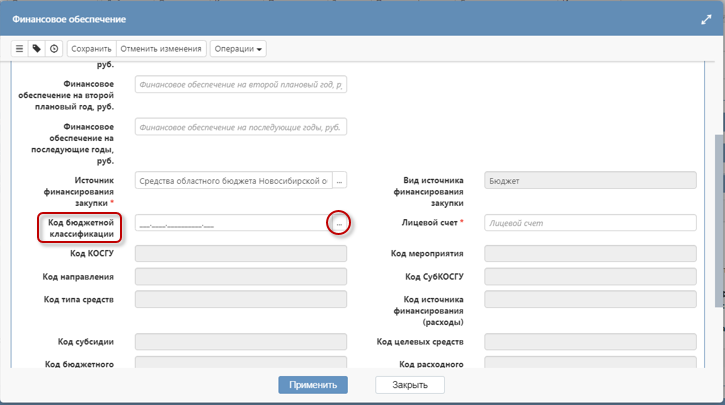 Финансовое обеспечение
Сохранить Отменить изменения Операции
руб.
Финансовое
обеспечение на второй
плановый год, руб.
Финансовое обеспечение на второй плановый год, р
Финансовое
обеспечение на
последующие годы,
руб.
Финансовое обеспечение на последующие годы, руб.
Источник
финансирования
закупки *
Средства областного бюджета Новосибирской об ...
Вид источника
финансирования
закупки
Бюджет
Код бюджетной
классификации
__.____.__________.___ ...
Лицевой счет *
Лицевой счет
Код КОСГУ
Код мероприятия
Код направления
Код СубКОСГУ
Код типа средств
Код источника
финансирования
(расходы)
Код субсидии
Код целевых средств
Код бюджетного
Код расходного
Применить Закрыть